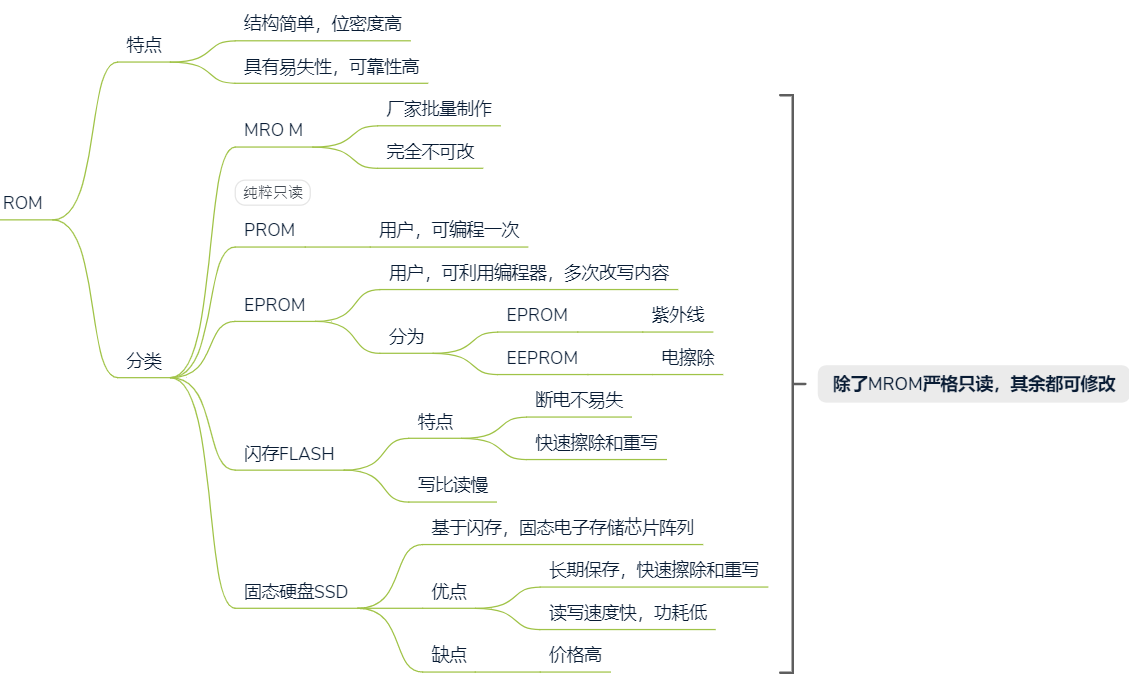 ROM
特点
结构简单，位密度高
具有易失性，可靠性高
分类
MRO M
厂家批量制作
完全不可改
纯粹只读
PROM
用户，可编程一次
EPROM
用户，可利用编程器，多次改写内容
分为
EPROM
紫外线
EEPROM
电擦除
闪存FLASH
特点
断电不易失
快速擦除和重写
写比读慢
固态硬盘SSD
基于闪存，固态电子存储芯片阵列
优点
长期保存，快速擦除和重写
读写速度快，功耗低
缺点
价格高
除了MROM严格只读，其余都可修改